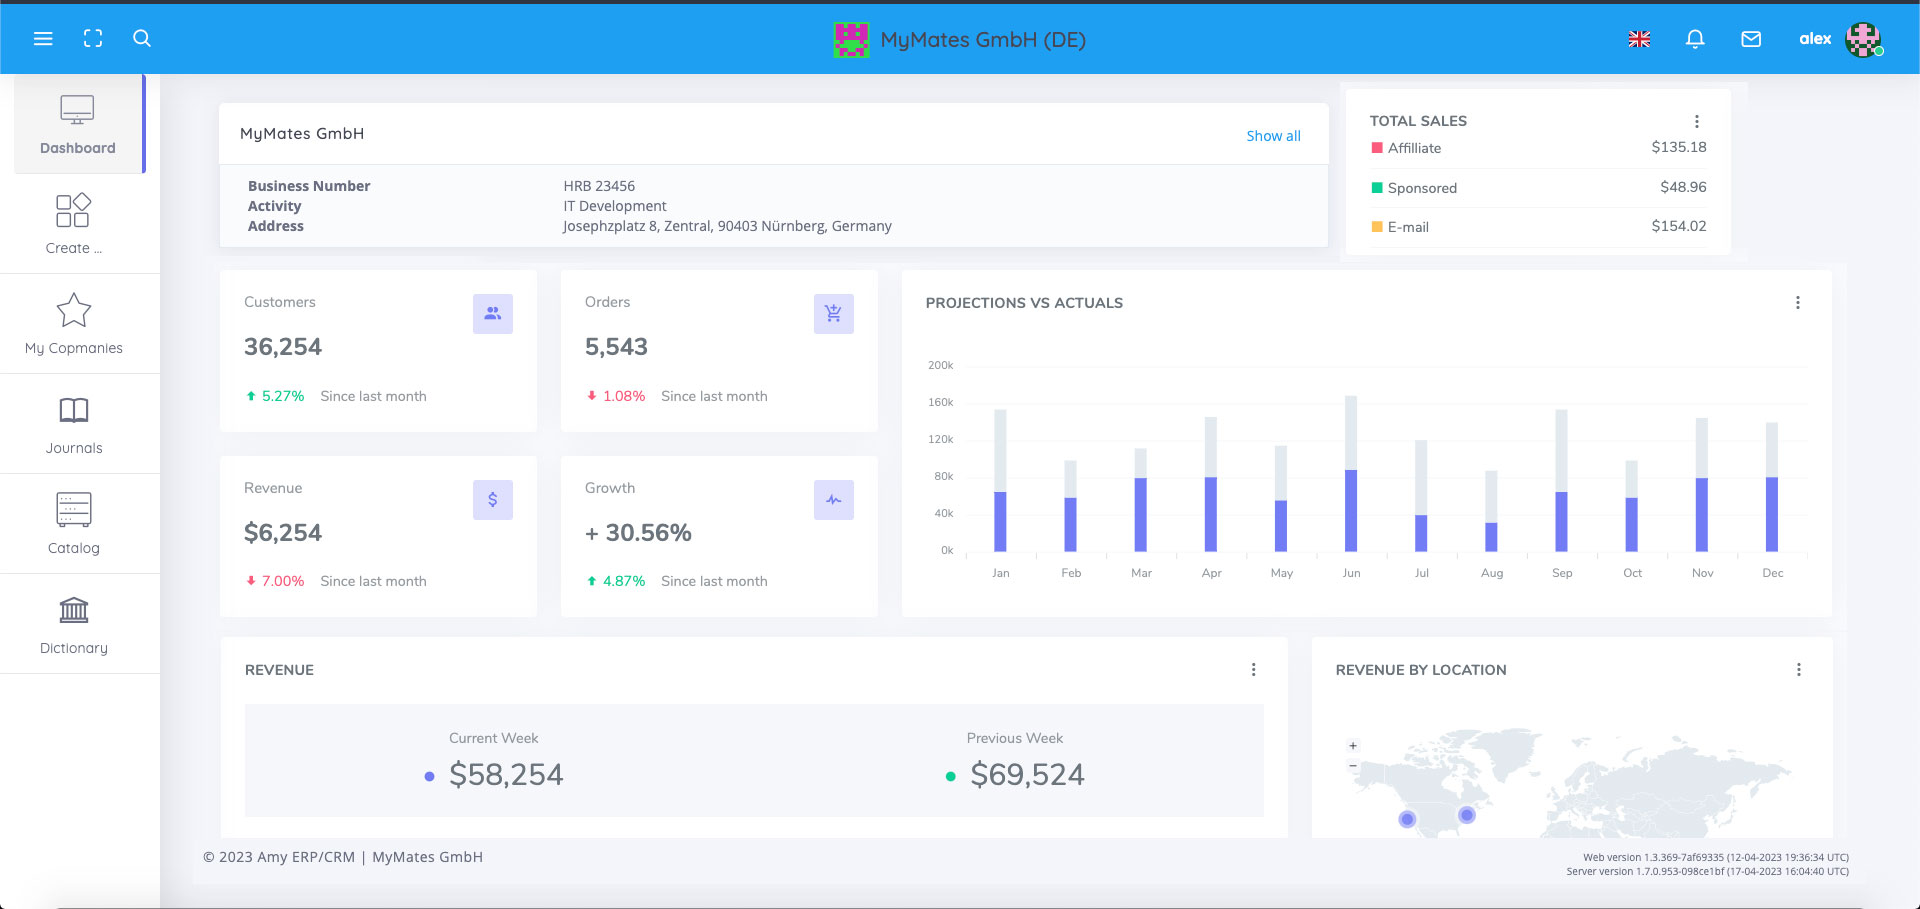 MyMates GmbH (DE)
alex
Dashboard
Create ...
My Copmanies
Journals
Catalog
Dictionary
MyMates GmbH
Show all
Business Number HRB 23456
Activity IT Development
Address Josephzplatz 8, Zentral, 90403 Nürnberg, Germany
TOTAL SALES
Affilliate $135.18
Sponsored $48.96
E-mail $154.02
Customers
36,254
5.27% Since last month
Orders
5,543
1.08% Since last month
Revenue
$
$6,254
7.00% Since last month
Growth
+ 30.56%
4.87% Since last month
PROJECTIONS VS ACTUALS
200k
160k
120k
80k
40k
0k
Jan Feb Mar Apr May Jun Jul Aug Sep Oct Nov Dec
REVENUE
Current Week
$58,254
Previous Week
$69,524
REVENUE BY LOCATION
+
−
© 2023 Amy ERP/CRM | MyMates GmbH
Web version 1.3.369-7af69335 (12-04-2023 19:36:34 UTC)
Server version 1.7.0.953-098ce1bf (17-04-2023 16:04:40 UTC)